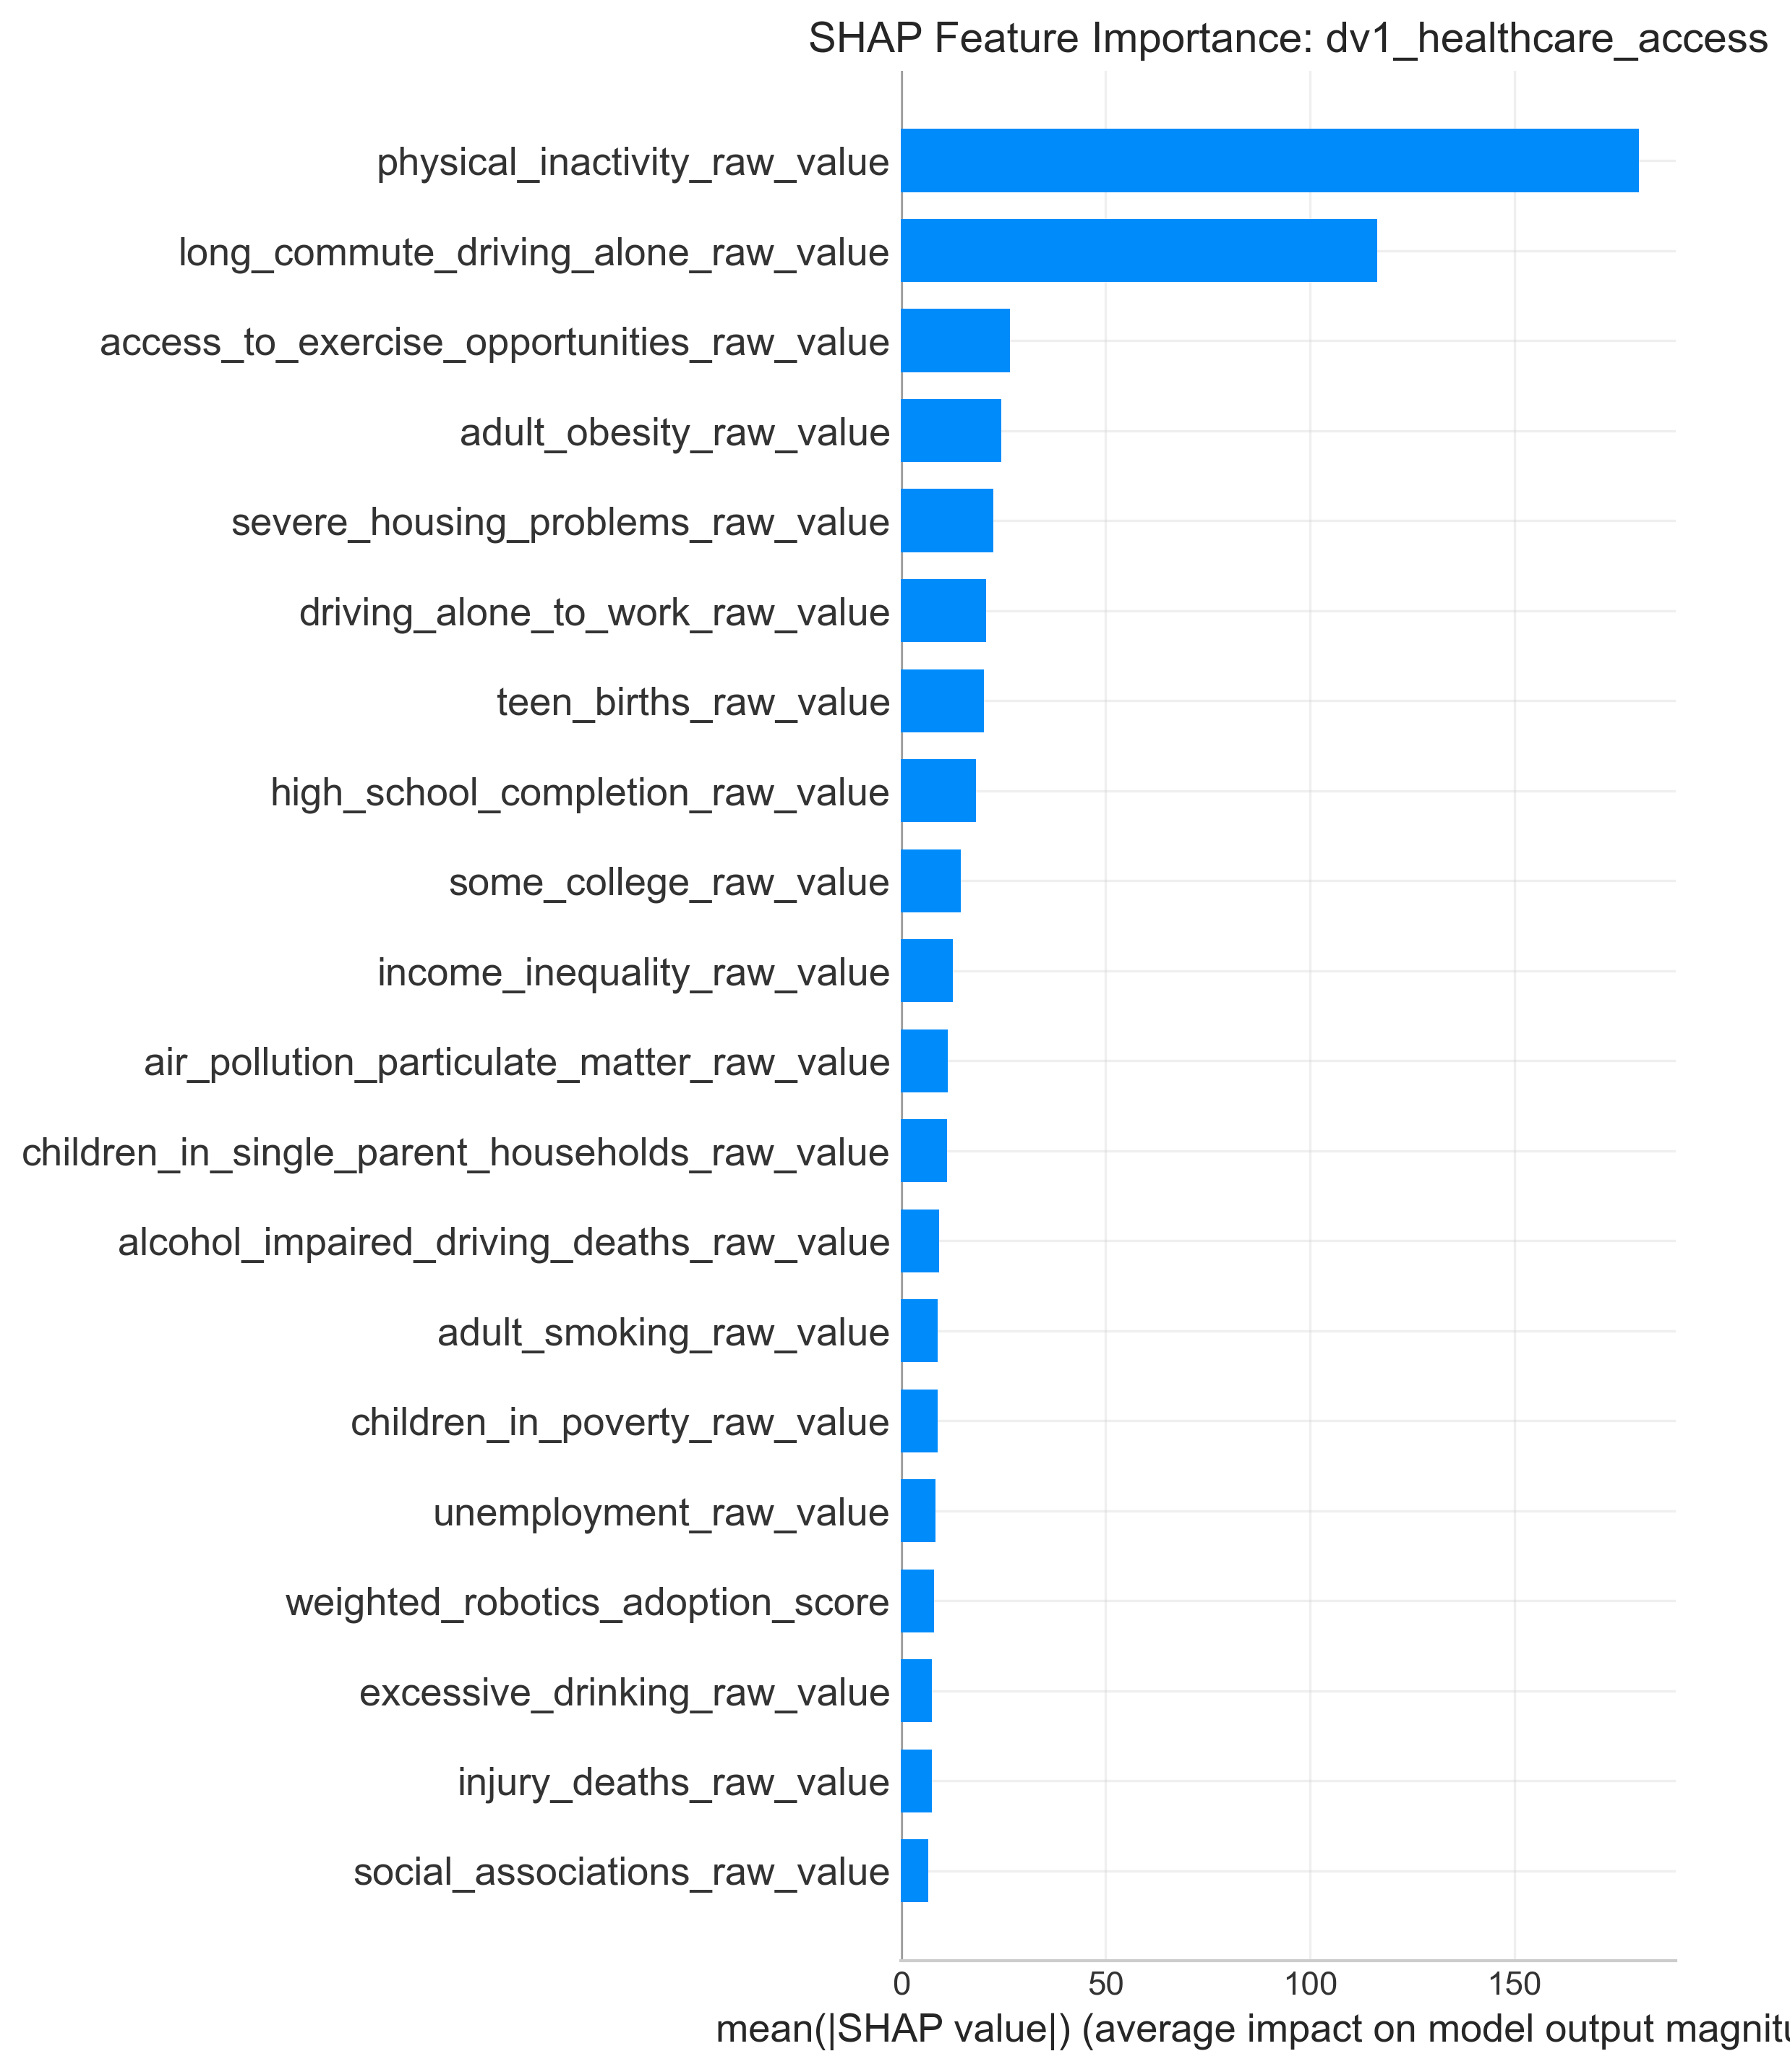 SHAP Feature Importance: dv1_healthcare_access
physical_inactivity_raw_value
long_commute_driving_alone_raw_value
access_to_exercise_opportunities_raw_value
adult_obesity_raw_value
severe_housing_problems_raw_value
driving_alone_to_work_raw_value
teen_births_raw_value
high_school_completion_raw_value
some_college_raw_value
income_inequality_raw_value
air_pollution_particulate_matter_raw_value
children_in_single_parent_households_raw_value
alcohol_impaired_driving_deaths_raw_value
adult_smoking_raw_value
children_in_poverty_raw_value
unemployment_raw_value
weighted_robotics_adoption_score
excessive_drinking_raw_value
injury_deaths_raw_value
social_associations_raw_value
0 50 100 150
mean(|SHAP value|) (average impact on model output magnitu